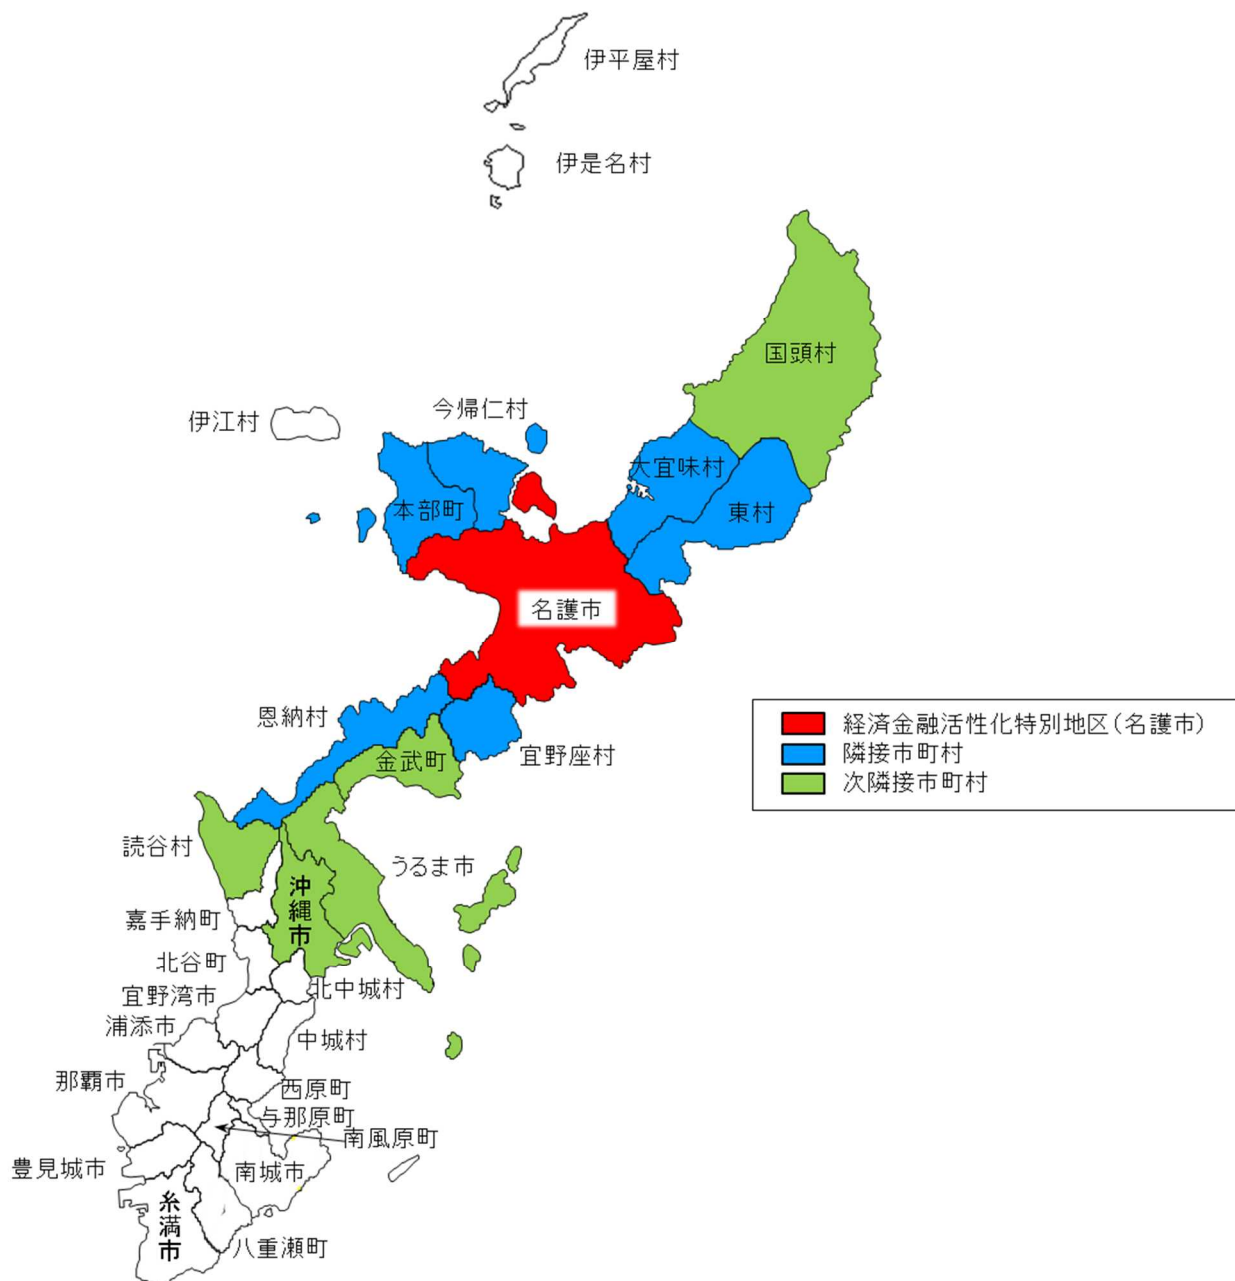 伊平屋村
伊是名村
国頭村
今帰仁村
伊江村
大宜味村
本部町
東村
名護市
恩納村
宜野座村
金武町
経済金融活性化特別地区(名護市)
隣接市町村
次隣接市町村
読谷村
うるま市
沖縄市
嘉手納町
北谷町
北中城村
宜野湾市
浦添市
中城村
那覇市
西原町
与那原町
南風原町
豊見城市
南城市
糸満市
八重瀬町